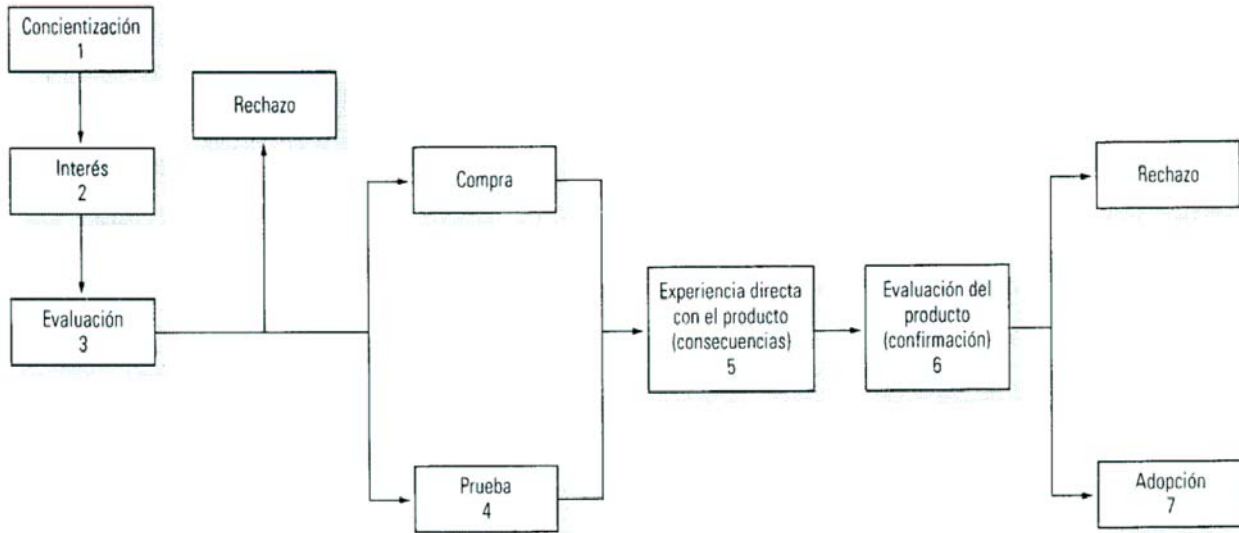 Concientización
1
Interés
2
Evaluación
3
Rechazo
Compra
Prueba
4
Experiencia directa
con el producto
(consecuencias)
5
Evaluación del
producto
(confirmación)
6
Rechazo
Adopción
7